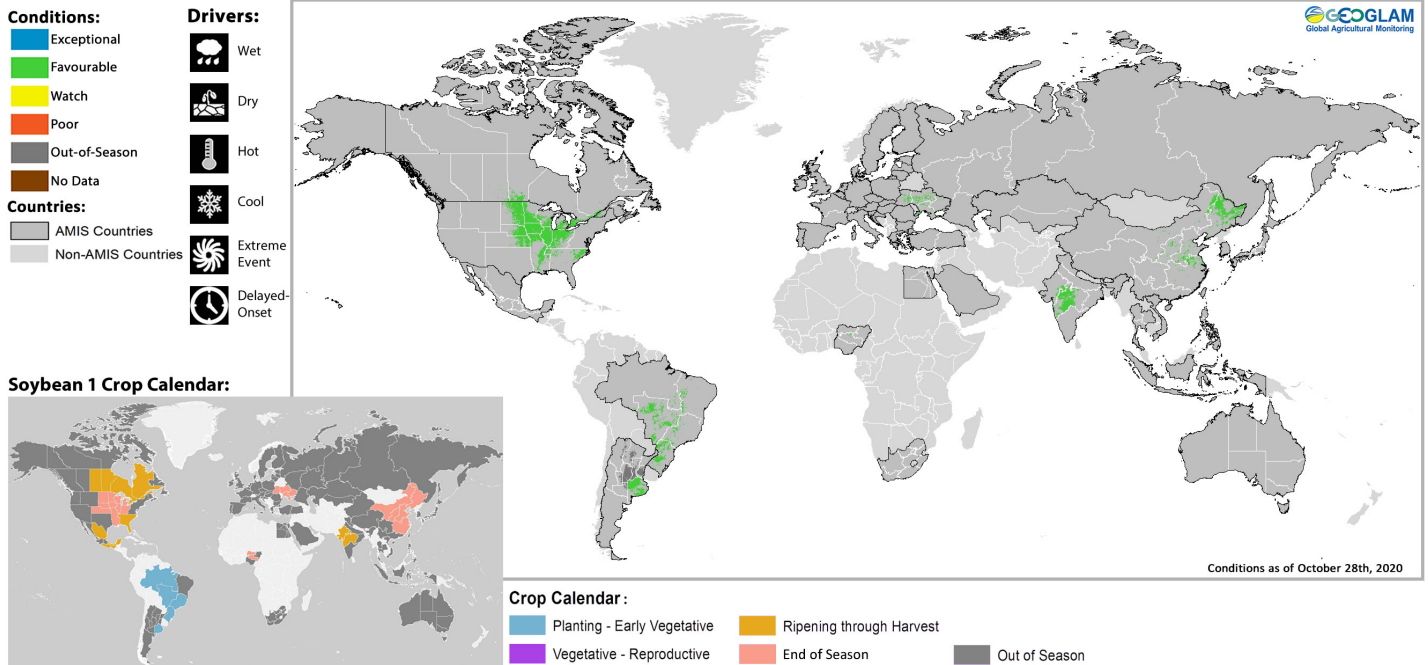 Conditions:
Exceptional
Favourable
Watch
Poor
Out-of-Season
No Data
Countries:
AMIS Countries
Non-AMIS Countries
Drivers:
Wet
Dry
Hot
Cool
Extreme
Event
Delayed-
Onset
GEOGLAM
Global Agricultural Monitoring
Conditions as of October 28th, 2020
Soybean 1 Crop Calendar:
Crop Calendar :
Planting - Early Vegetative
Ripening through Harvest
Vegetative - Reproductive
End of Season
Out of Season